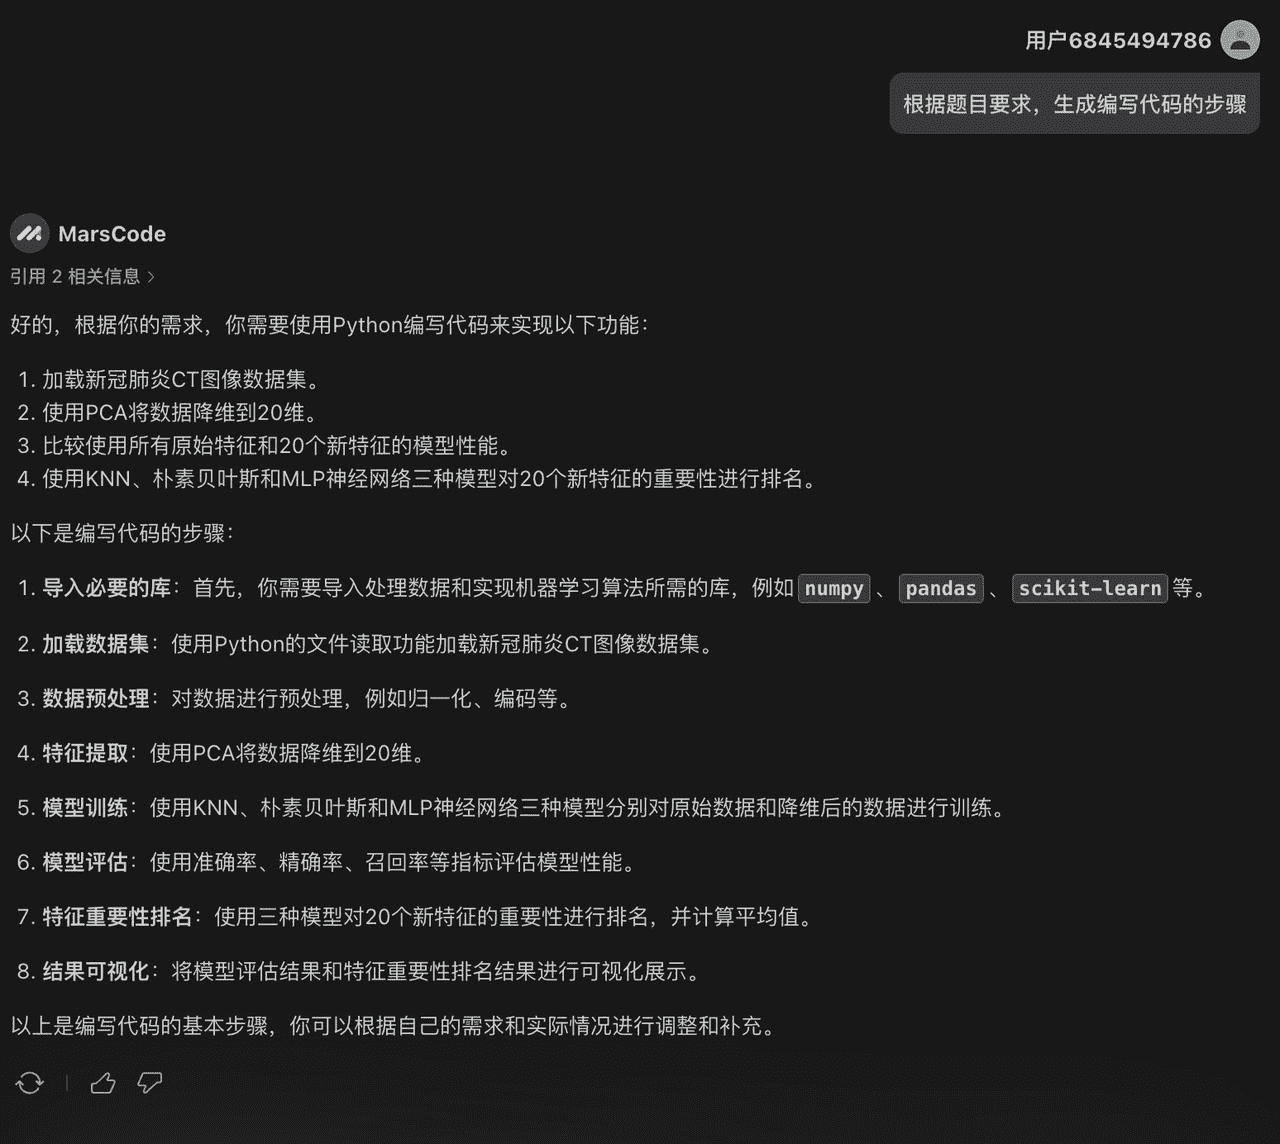 用户6845494786
根据题目要求，生成编写代码的步骤
MarsCode
引用 2 相关信息 >
好的，根据你的需求，你需要使用Python编写代码来实现以下功能：
1. 加载新冠肺炎CT图像数据集。
2. 使用PCA将数据降维到20维。
3. 比较使用所有原始特征和20个新特征的模型性能。
4. 使用KNN、朴素贝叶斯和MLP神经网络三种模型对20个新特征的重要性进行排名。
以下是编写代码的步骤：
1. 导入必要的库：首先，你需要导入处理数据和实现机器学习算法所需的库，例如 numpy 、 pandas 、 scikit-learn 等。
2. 加载数据集：使用Python的文件读取功能加载新冠肺炎CT图像数据集。
3. 数据预处理：对数据进行预处理，例如归一化、编码等。
4. 特征提取：使用PCA将数据降维到20维。
5. 模型训练：使用KNN、朴素贝叶斯和MLP神经网络三种模型分别对原始数据和降维后的数据进行训练。
6. 模型评估：使用准确率、精确率、召回率等指标评估模型性能。
7. 特征重要性排名：使用三种模型对20个新特征的重要性进行排名，并计算平均值。
8. 结果可视化：将模型评估结果和特征重要性排名结果进行可视化展示。
以上是编写代码的基本步骤，你可以根据自己的需求和实际情况进行调整和补充。